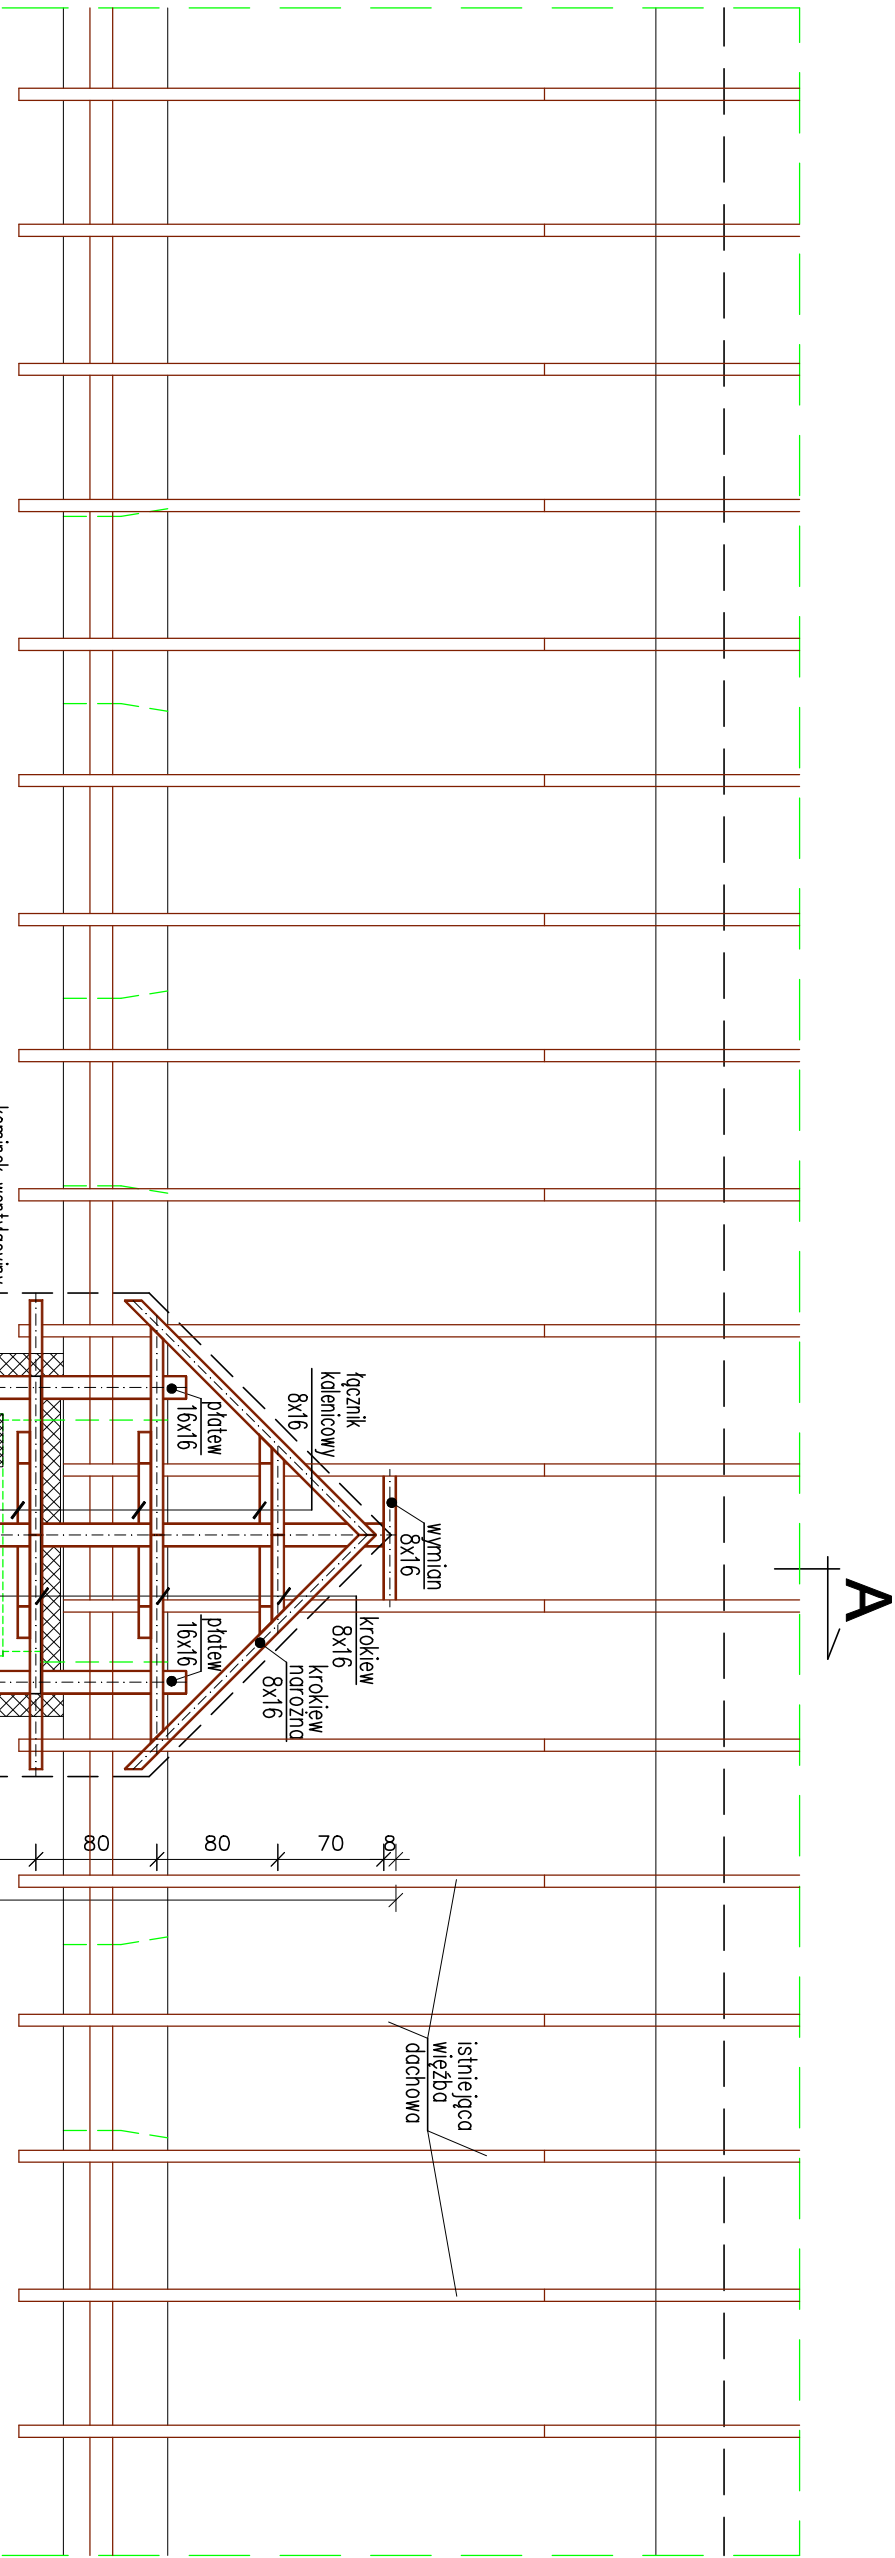 A
łącznik
kalenicowy
8x16
wymian
8x16
płatew
16x16
krokiew
8x16
krokiew
narożna
8x16
płatew
16x16
80
80
70
8
istniejąca
więźba
dachowa